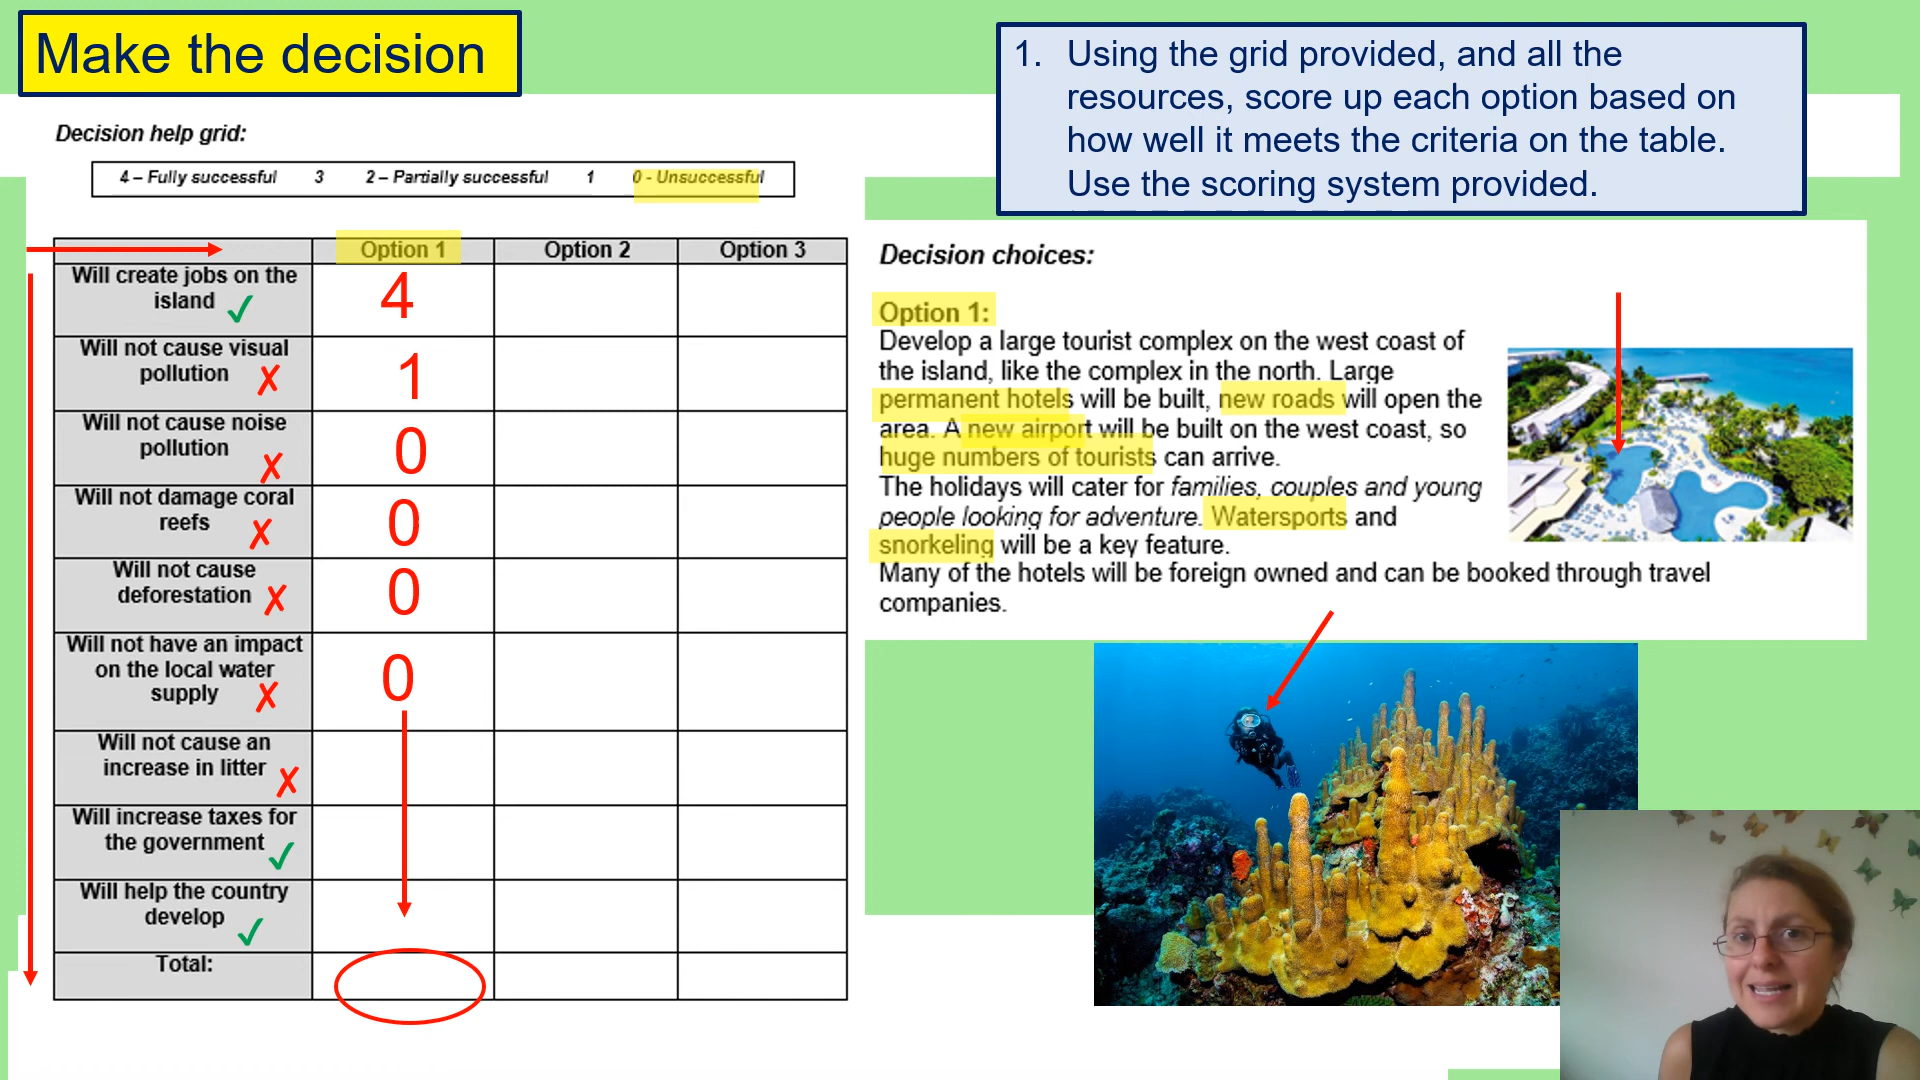 Make the decision
1. Using the grid provided, and all the
resources, score up each option based on
how well it meets the criteria on the table.
Use the scoring system provided.
Decision help grid:
4 – Fully successful 3 2 – Partially successful 1 0 - Unsuccessful
Option 1 Option 2 Option 3
Will create jobs on the
island ✓
4
Will not cause visual
pollution ✗
1
Will not cause noise
pollution ✗
0
Will not damage coral
reefs ✗
0
Will not cause
deforestation ✗
0
Will not have an impact
on the local water
supply ✗
0
Will not cause an
increase in litter ✗
Will increase taxes for
the government ✓
Will help the country
develop ✓
Total:
Decision choices:
Option 1:
Develop a large tourist complex on the west coast of
the island, like the complex in the north. Large
permanent hotels will be built, new roads will open the
area. A new airport will be built on the west coast, so
huge numbers of tourists can arrive.
The holidays will cater for families, couples and young
people looking for adventure. Watersports and
snorkeling will be a key feature.
Many of the hotels will be foreign owned and can be booked through travel
companies.